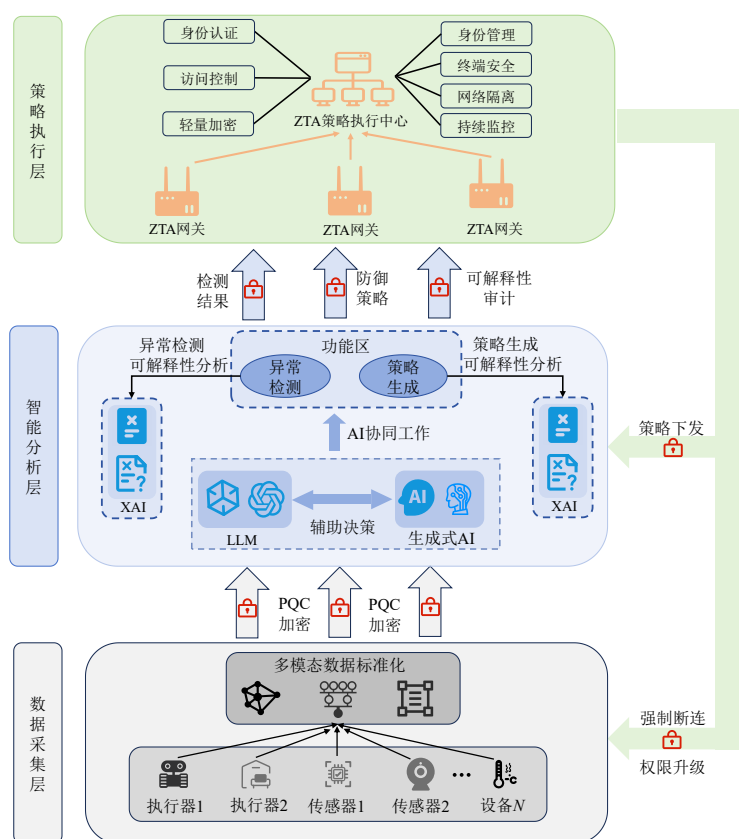 策略执行层
身份认证
访问控制
轻量加密
身份管理
终端安全
网络隔离
持续监控
ZTA策略执行中心
ZTA网关
ZTA网关
ZTA网关
检测
结果
防御
策略
可解释性
审计
智能分析层
异常检测
可解释性分析
功能区
异常
检测
策略
生成
策略生成
可解释性分析
XAI
XAI
AI协同工作
LLM
辅助决策
AI
生成式AI
策略下发
PQC
加密
PQC
加密
数据采集层
多模态数据标准化
执行器1
执行器2
传感器1
传感器2
...
°C
设备N
强制断连
权限升级